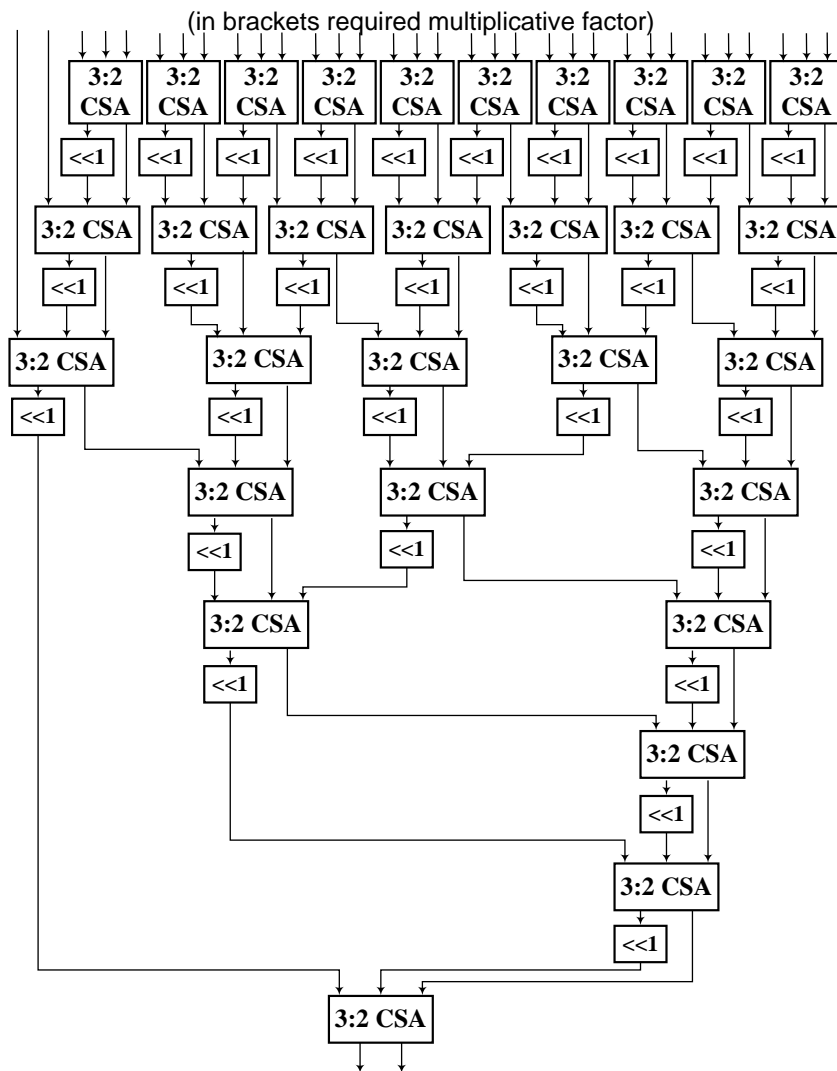 (in brackets required multiplicative factor)
3:2 3:2 3:2 3:2 3:2 3:2 3:2 3:2 3:2 3:2
CSA CSA CSA CSA CSA CSA CSA CSA CSA CSA
<<1 <<1 <<1 <<1 <<1 <<1 <<1 <<1 <<1 <<1
3:2 CSA 3:2 CSA 3:2 CSA 3:2 CSA 3:2 CSA 3:2 CSA 3:2 CSA
<<1 <<1 <<1 <<1 <<1 <<1 <<1
3:2 CSA 3:2 CSA 3:2 CSA 3:2 CSA 3:2 CSA
<<1 <<1 <<1 <<1 <<1
3:2 CSA 3:2 CSA 3:2 CSA
<<1 <<1 <<1
3:2 CSA 3:2 CSA
<<1 <<1
3:2 CSA
<<1
3:2 CSA
<<1
3:2 CSA